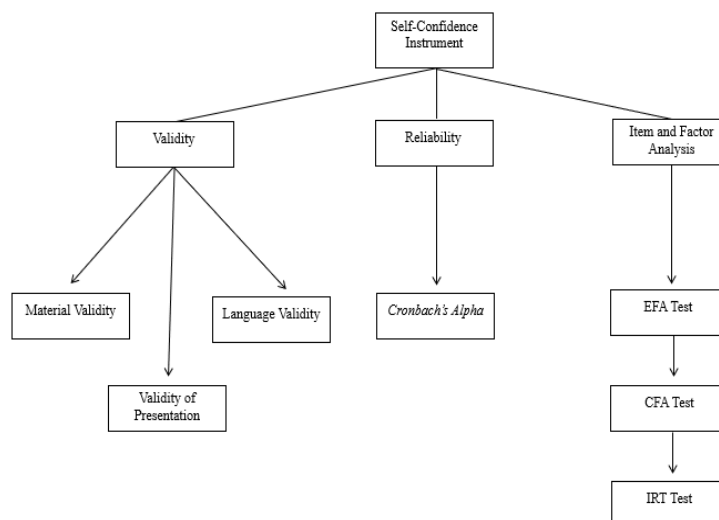 Self-Confidence
Instrument
Validity
Reliability
Item and Factor
Analysis
Material Validity
Language Validity
Cronbach's Alpha
EFA Test
Validity of
Presentation
CFA Test
IRT Test